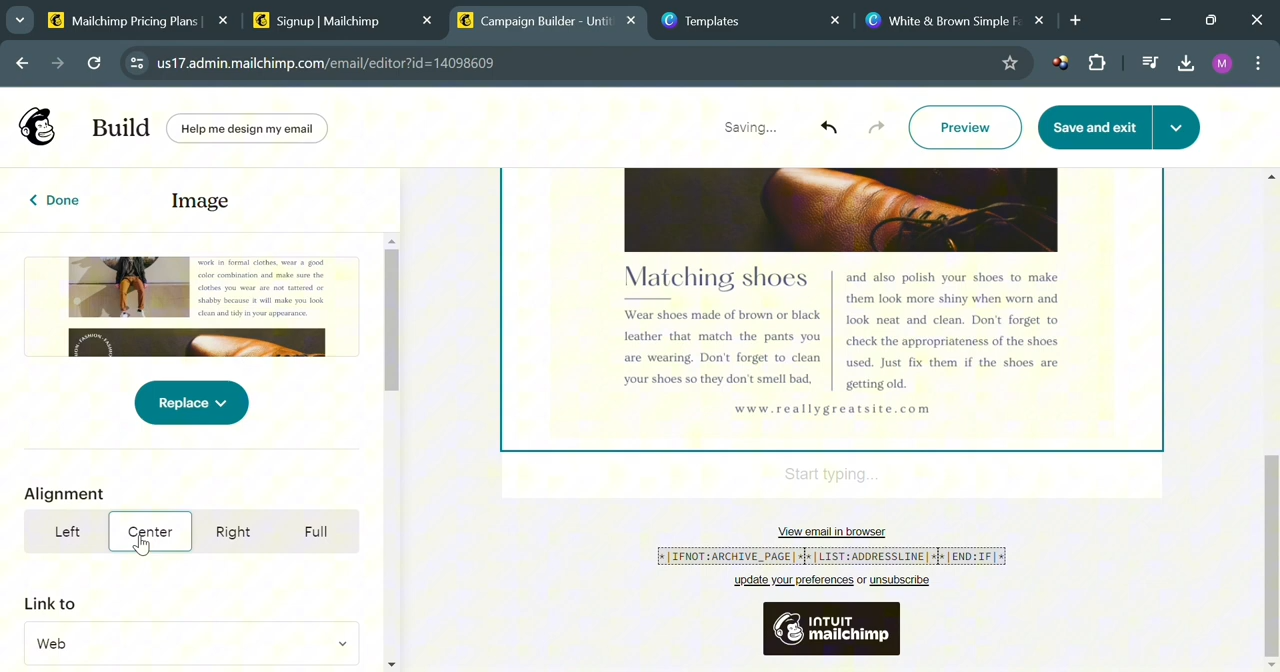 Mailchimp Pricing Plans |
Signup | Mailchimp
Campaign Builder - Untit
Templates
White & Brown Simple Fa
us17.admin.mailchimp.com/email/editor?id=14098609
M
Build
Help me design my email
Saving...
Preview
Save and exit
Done
Image
work in formal clothes, wear a good
color combination and make sure the
clothes you wear are not tattered or
shabby because it will make you look
clean and tidy in your appearance.
FASHION
Replace
Alignment
Left
Center
Right
Full
Link to
Web
Matching shoes
Wear shoes made of brown or black
leather that match the pants you
are wearing. Don't forget to clean
your shoes so they don't smell bad,
and also polish your shoes to make
them look more shiny when worn and
look neat and clean. Don't forget to
check the appropriateness of the shoes
used. Just fix them if the shoes are
getting old.
www.reallygreatsite.com
Start typing...
View email in browser
*|IFNOT:ARCHIVE_PAGE|**|LIST:ADDRESSLINE|**|END:IF|*
update your preferences or unsubscribe
INTUIT
mailchimp